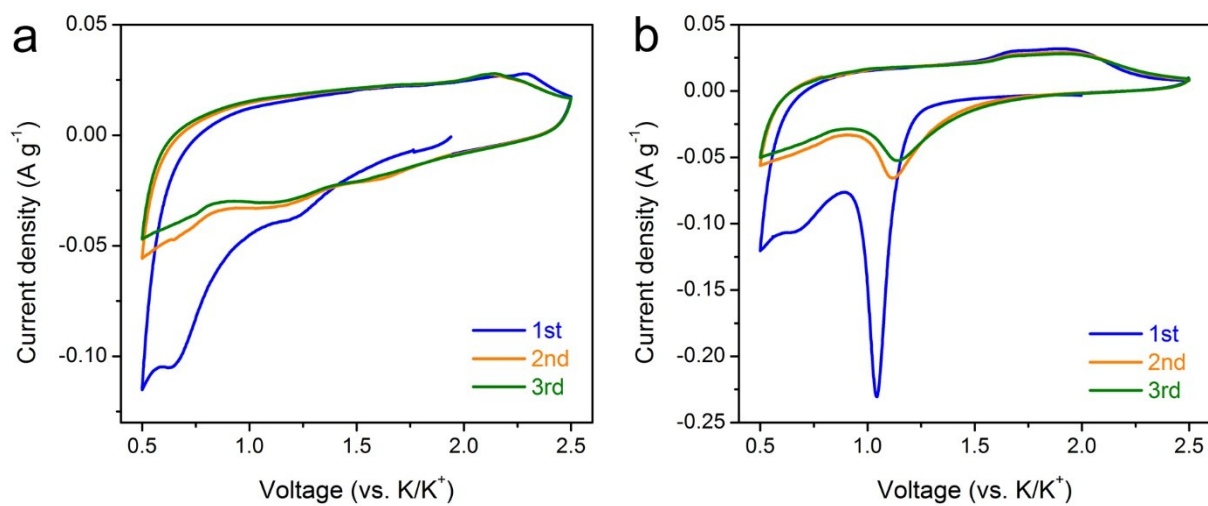 a
0.05
0.00
-0.05
-0.10
Current density (A g⁻¹)
1st
2nd
3rd
0.5
1.0
1.5
2.0
2.5
Voltage (vs. K/K⁺)
b
0.05
0.00
-0.05
-0.10
-0.15
-0.20
-0.25
Current density (A g⁻¹)
1st
2nd
3rd
0.5
1.0
1.5
2.0
2.5
Voltage (vs. K/K⁺)